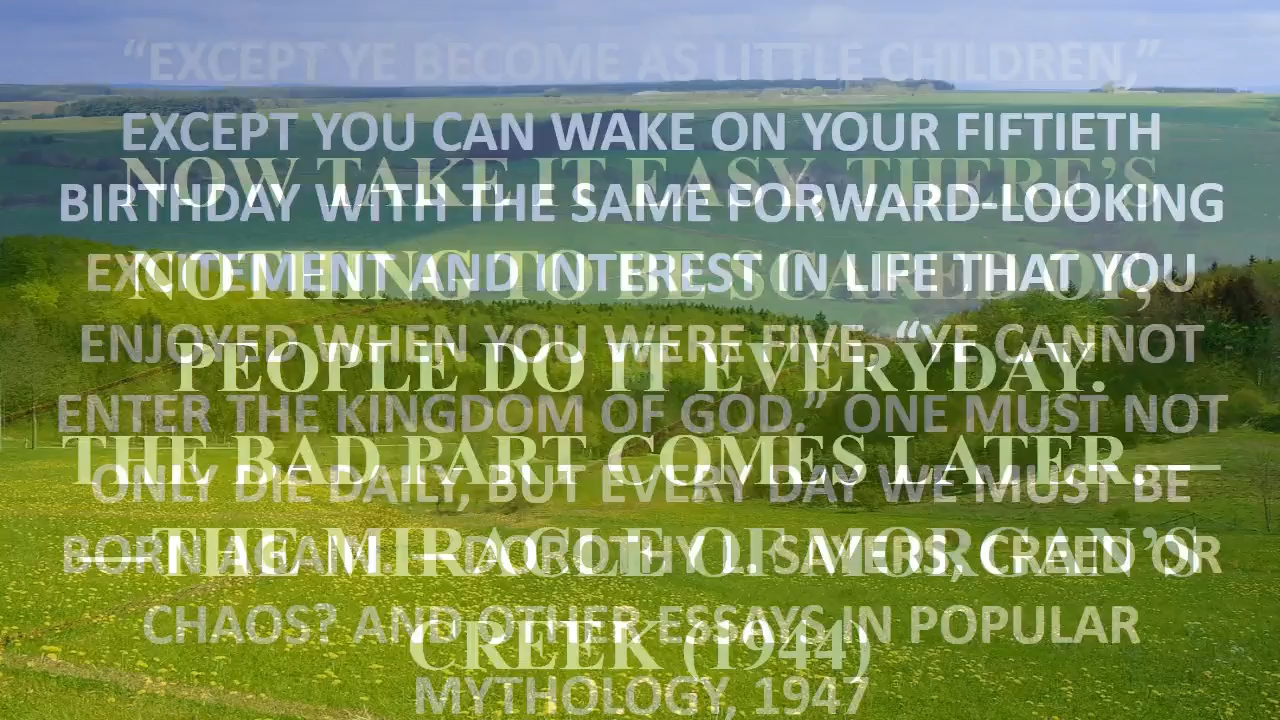 “EXCEPT YE BECOME AS LITTLE CHILDREN,”
EXCEPT YOU CAN WAKE ON YOUR FIFTIETH
BIRTHDAY WITH THE SAME FORWARD-LOOKING
EXCITEMENT AND INTEREST IN LIFE THAT YOU
ENJOYED WHEN YOU WERE FIVE, “YE CANNOT
ENTER THE KINGDOM OF GOD.” ONE MUST NOT
ONLY DIE DAILY, BUT EVERY DAY WE MUST BE
BORN AGAIN. – DOROTHY L. SAYERS, CREED OR
CHAOS? AND OTHER ESSAYS IN POPULAR
MYTHOLOGY, 1947
NOW TAKE IT EASY, THERE’S
NOTHING TO BE SCARED OF,
PEOPLE DO IT EVERYDAY.
THE BAD PART COMES LATER. —
—THE MIRACLE OF MORGAN’S
CREEK (1944)